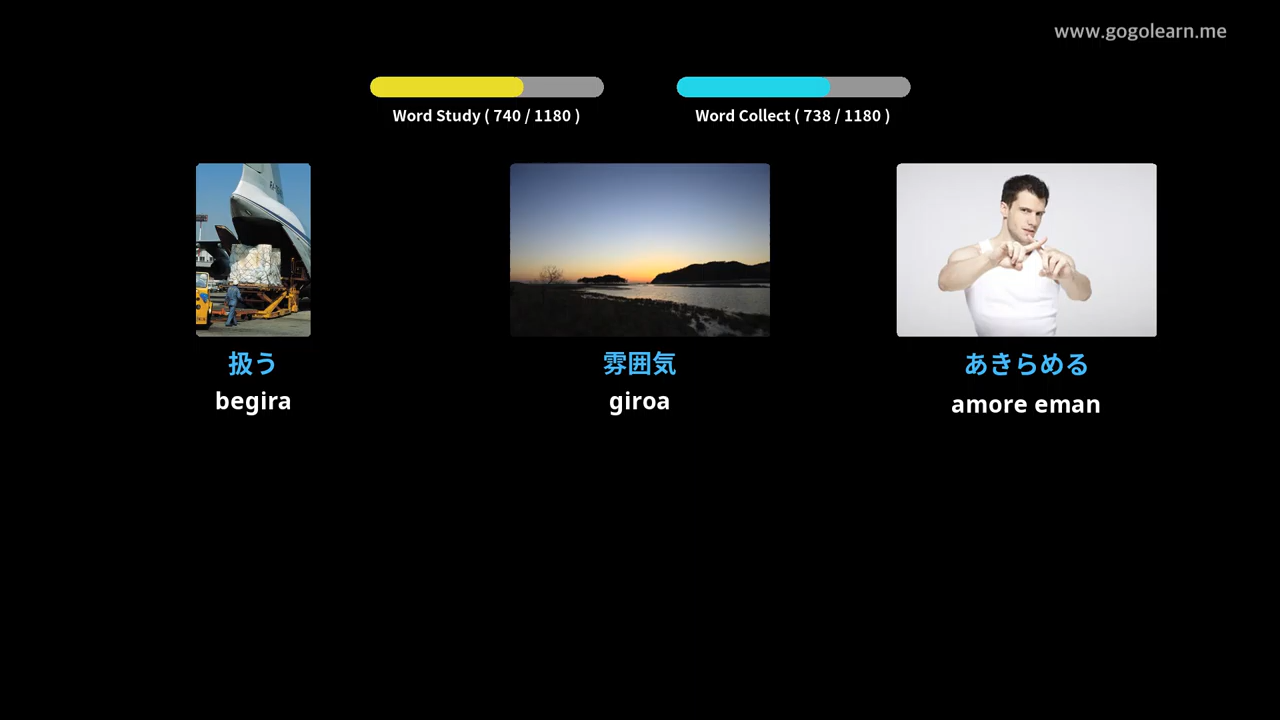 www.gogolearn.me
Word Study ( 740 / 1180 )
Word Collect ( 738 / 1180 )
扱う
雰囲気
あきらめる
begira
giroa
amore eman